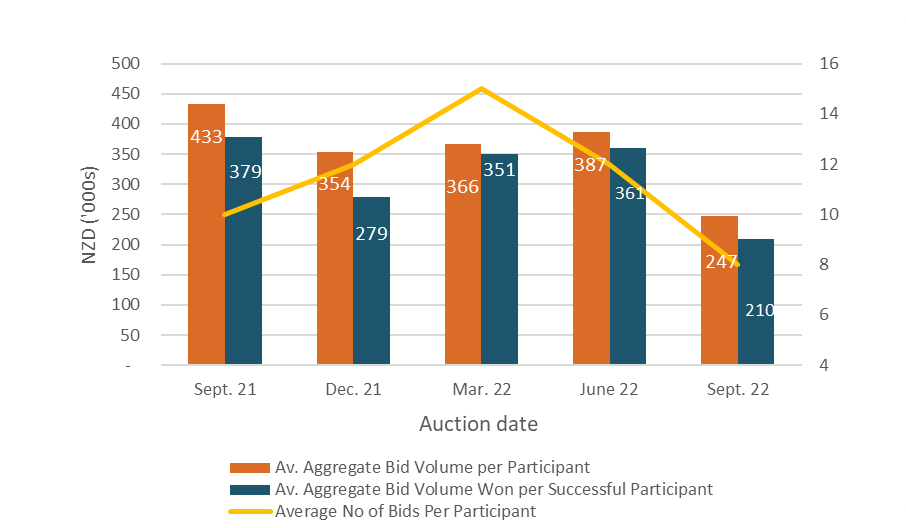 500
450
400
350
300
250
200
150
100
50
-
NZD ('000s)
16
14
12
10
8
6
4
433
379
354
279
366
351
387
361
247
210
Sept. 21
Dec. 21
Mar. 22
June 22
Sept. 22
Auction date
Av. Aggregate Bid Volume per Participant
Av. Aggregate Bid Volume Won per Successful Participant
Average No of Bids Per Participant